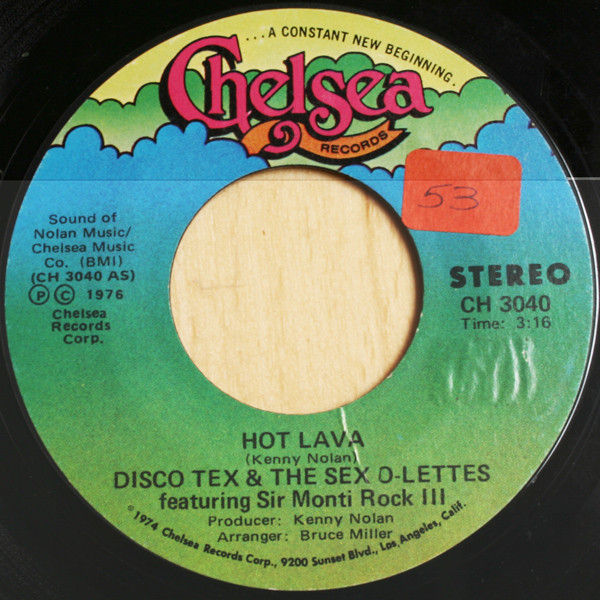 ...A CONSTANT NEW BEGINNING.
Chelsea
RECORDS
53
Sound of
Nolan Music/
Chelsea Music
Co. (BMI)
(CH 3040 AS)
Ⓟ © 1976
Chelsea
Records
Corp.
STEREO
CH 3040
Time: 3:16
HOT LAVA
(Kenny Nolan)
DISCO TEX & THE SEX O-LETTES
featuring Sir Monti Rock III
Producer: Kenny Nolan
Arranger: Bruce Miller
©1974 Chelsea Records Corp., 9200 Sunset Blvd., Los Angeles, Calif.